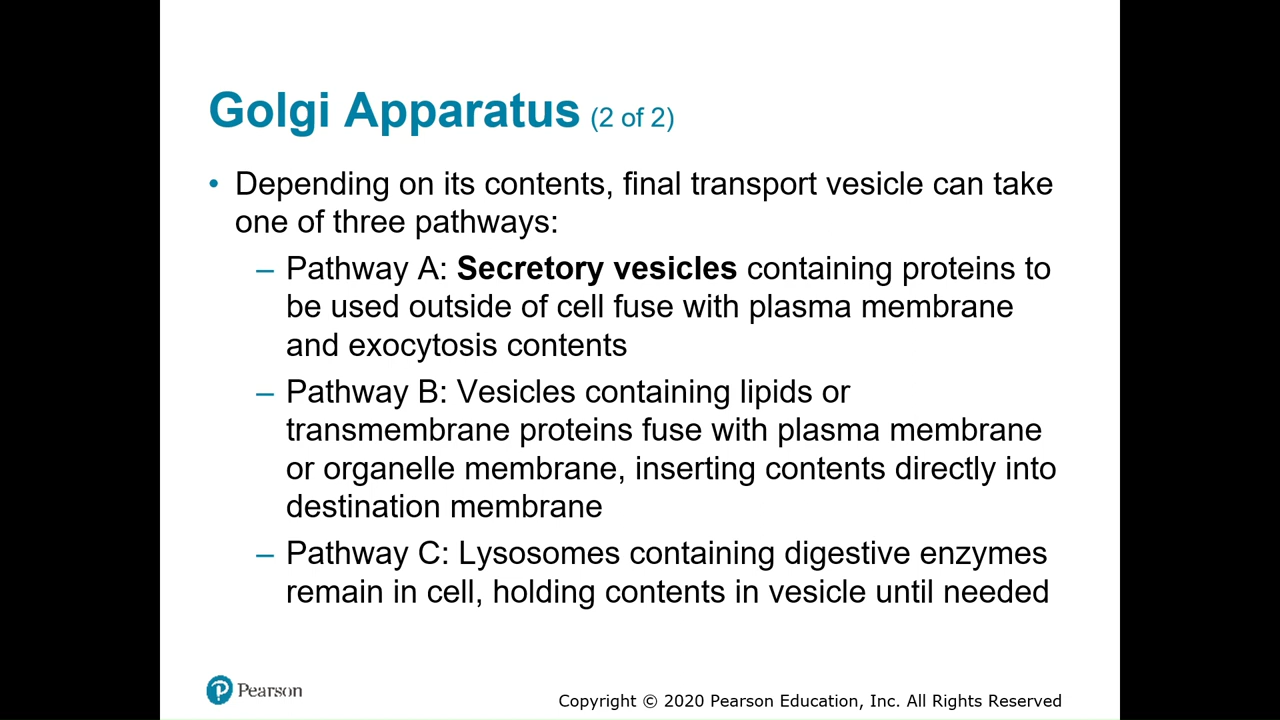 Golgi Apparatus (2 of 2)
• Depending on its contents, final transport vesicle can take
one of three pathways:
– Pathway A: Secretory vesicles containing proteins to
be used outside of cell fuse with plasma membrane
and exocytosis contents
– Pathway B: Vesicles containing lipids or
transmembrane proteins fuse with plasma membrane
or organelle membrane, inserting contents directly into
destination membrane
– Pathway C: Lysosomes containing digestive enzymes
remain in cell, holding contents in vesicle until needed
P Pearson
Copyright © 2020 Pearson Education, Inc. All Rights Reserved